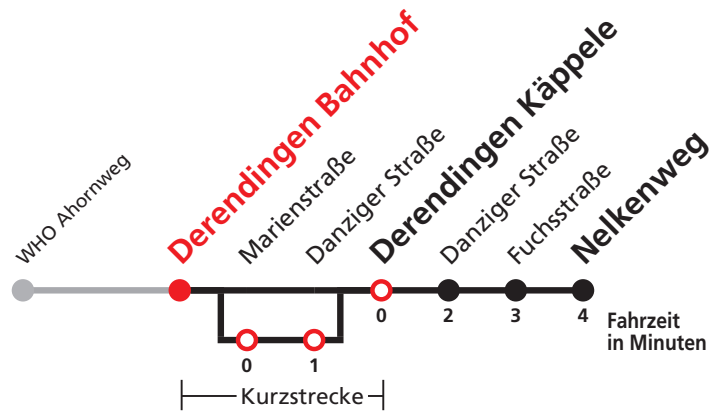 WHO Ahornweg
Derendingen Bahnhof
Marienstraße
Danziger Straße
Derendingen Käppele
Danziger Straße
Fuchsstraße
Nelkenweg
0
2
3
4
Fahrzeit
in Minuten
0
1
Kurzstrecke